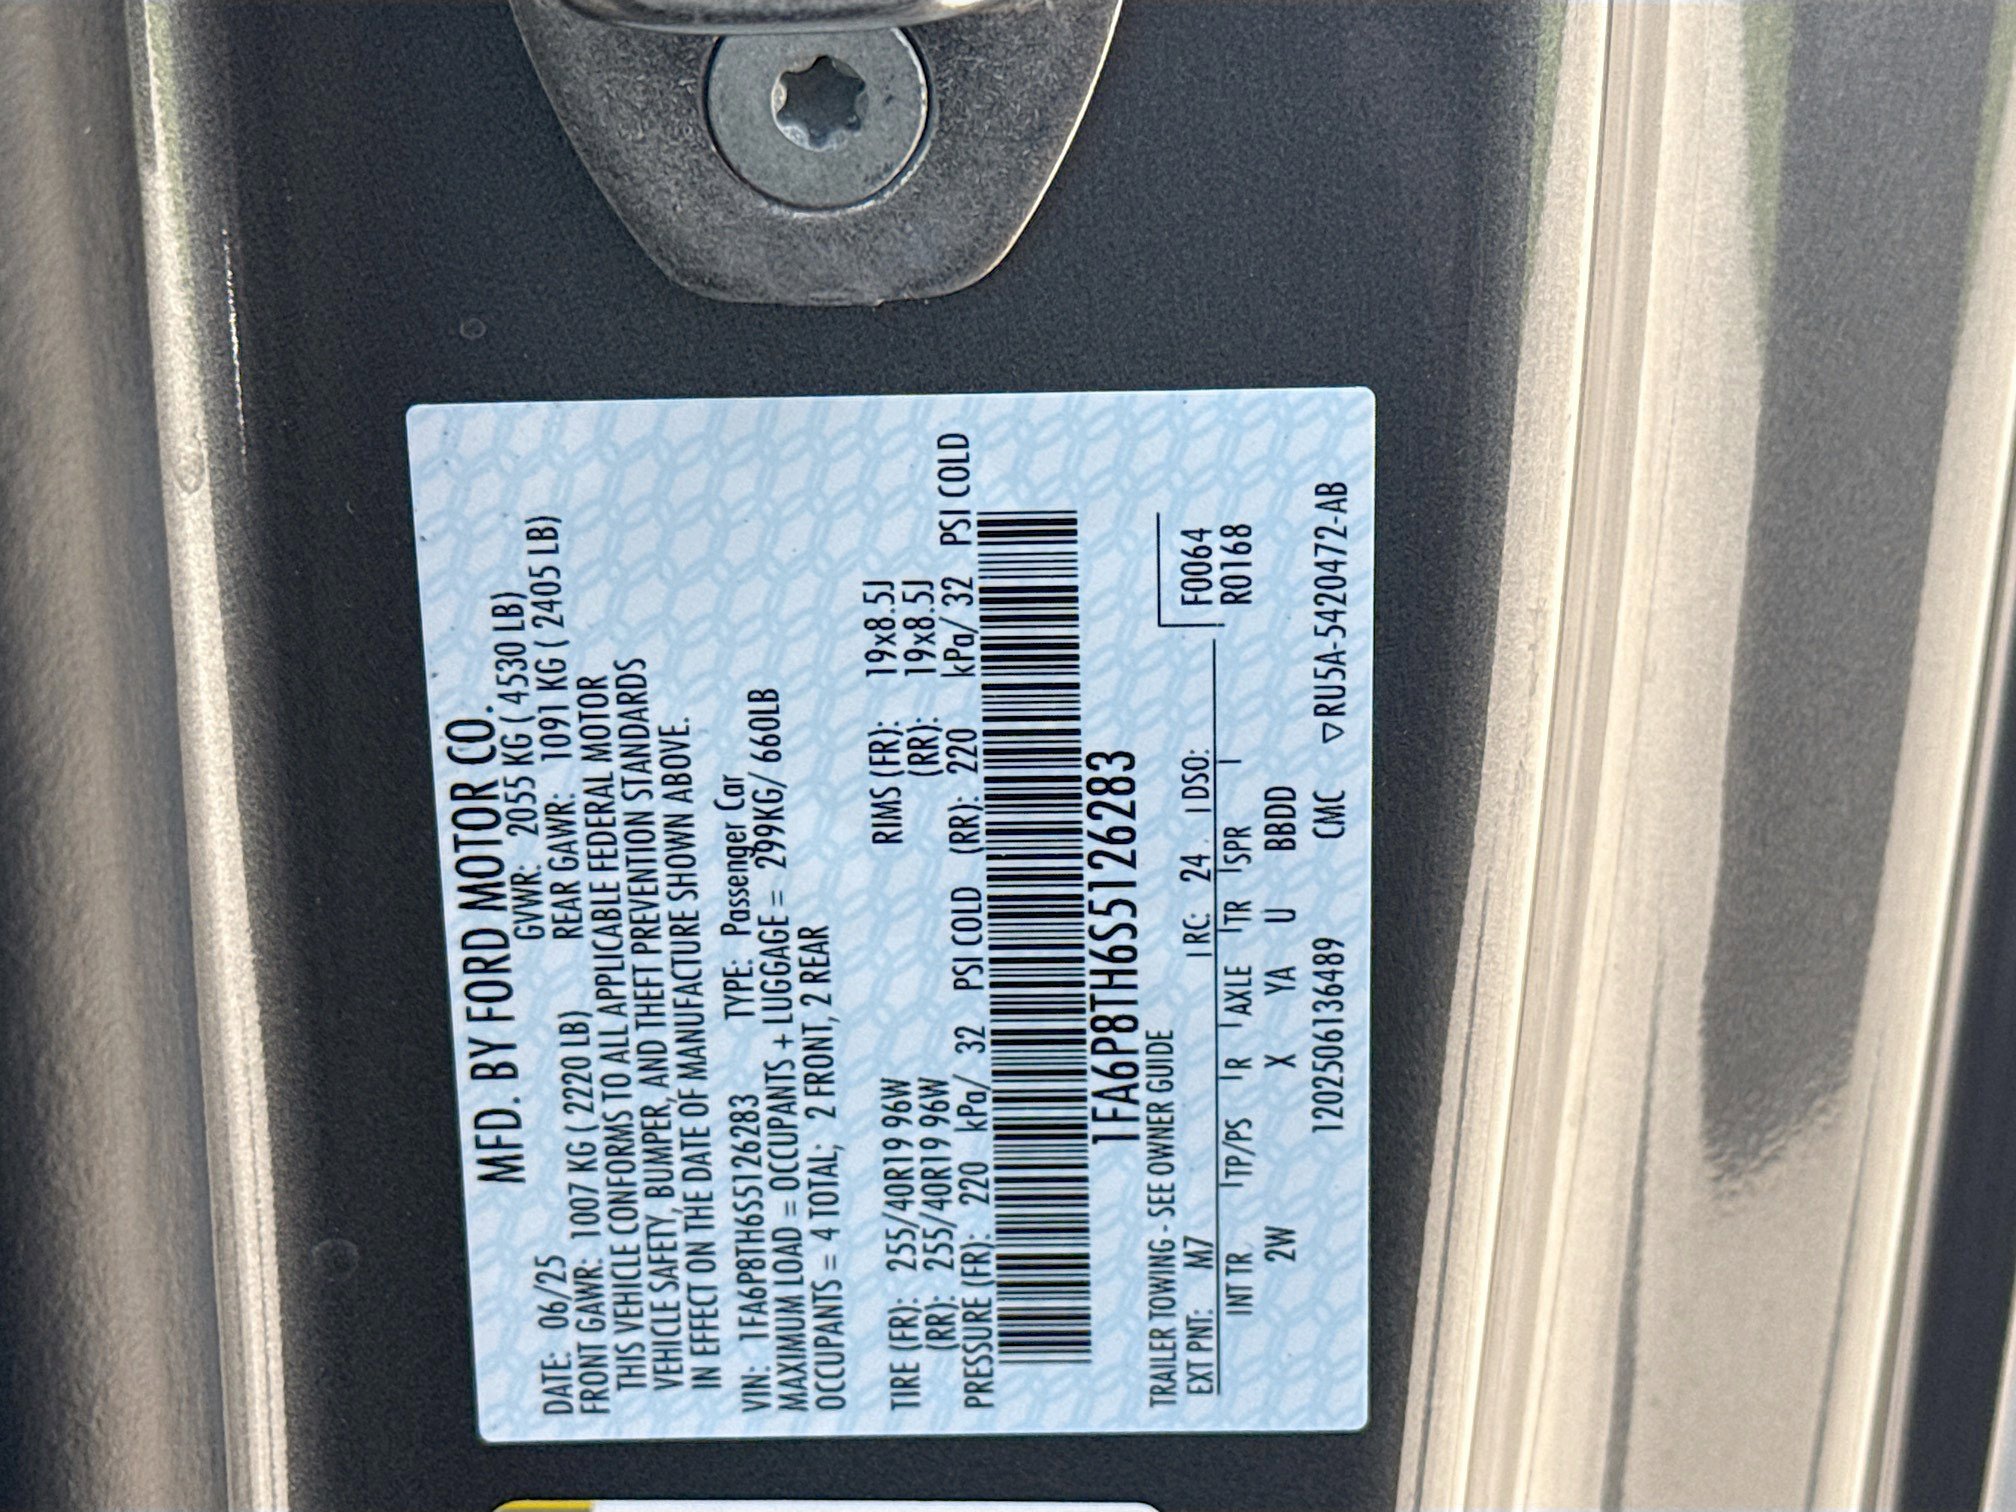 MFD. BY FORD MOTOR CO.
DATE: 06/25 GVWR: 2055 KG ( 4530 LB)
FRONT GAWR: 1007 KG ( 2220 LB) REAR GAWR: 1091 KG ( 2405 LB)
THIS VEHICLE CONFORMS TO ALL APPLICABLE FEDERAL MOTOR
VEHICLE SAFETY, BUMPER, AND THEFT PREVENTION STANDARDS
IN EFFECT ON THE DATE OF MANUFACTURE SHOWN ABOVE.
VIN: 1FA6P8TH6S5126283 TYPE: Passenger Car
MAXIMUM LOAD = OCCUPANTS + LUGGAGE = 299KG/ 660LB
OCCUPANTS = 4 TOTAL; 2 FRONT, 2 REAR
TIRE (FR): 255/40R19 96W RIMS (FR): 19x8.5J
(RR): 255/40R19 96W (RR): 19x8.5J
PRESSURE (FR): 220 kPa/ 32 PSI COLD (RR): 220 kPa/ 32 PSI COLD
1FA6P8TH6S5126283
TRAILER TOWING - SEE OWNER GUIDE
EXT PNT: M7 RC: 24 DSO: F0064
R0168
INT TR TP/PS R AXLE TR SPR
2W X YA U BBDD
1202506136489 CMC ▽RU5A-5420472-AB